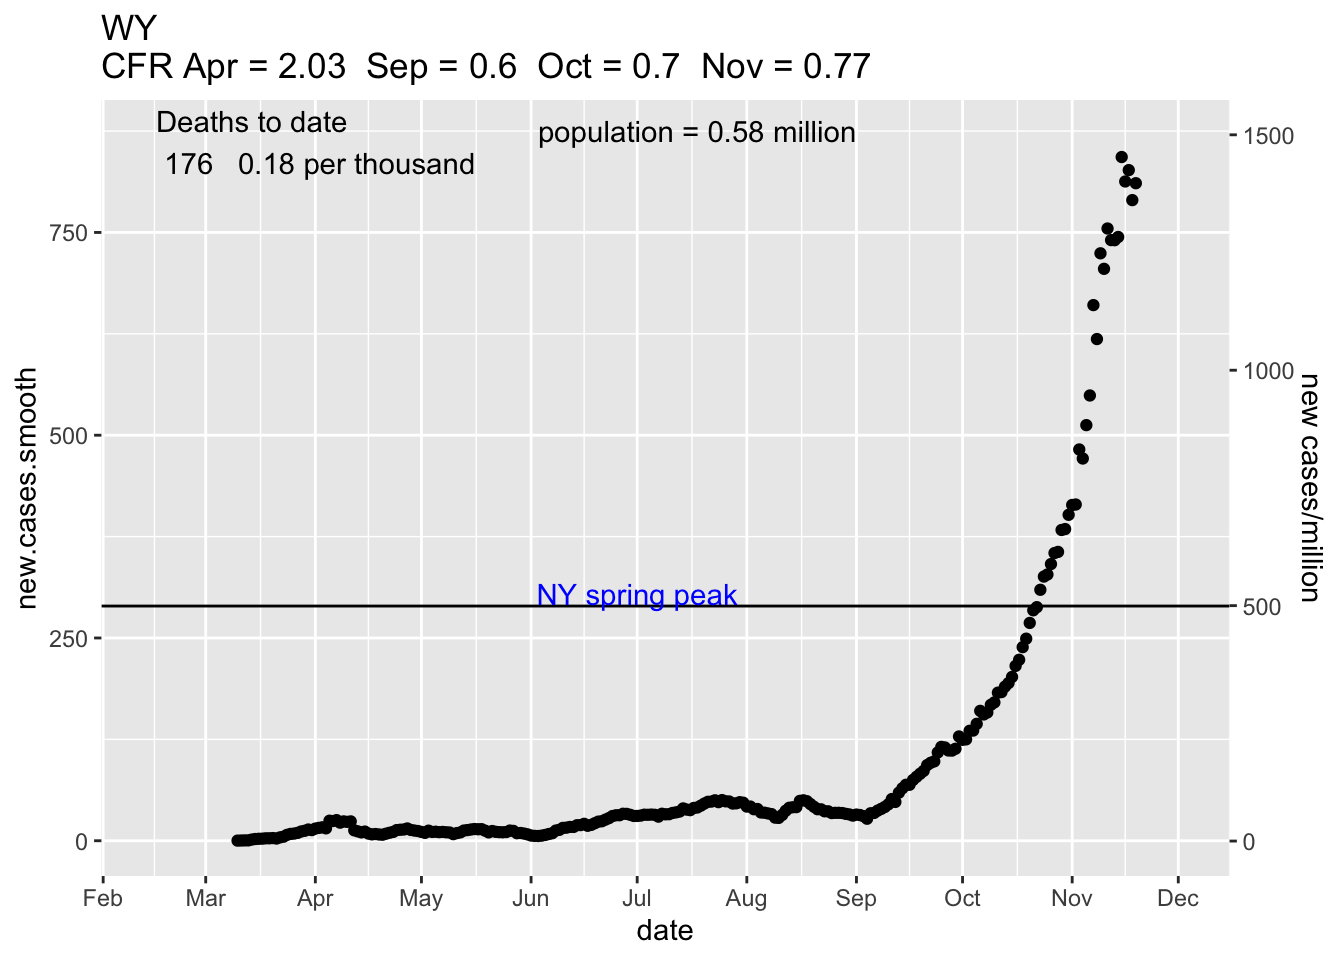 WY
CFR Apr = 2.03  Sep = 0.6  Oct = 0.7  Nov = 0.77
Deaths to date
176   0.18 per thousand
population = 0.58 million
NY spring peak
new.cases.smooth
750
500
250
0
1500
1000
500
0
new cases/million
Feb Mar Apr May Jun Jul Aug Sep Oct Nov Dec
date